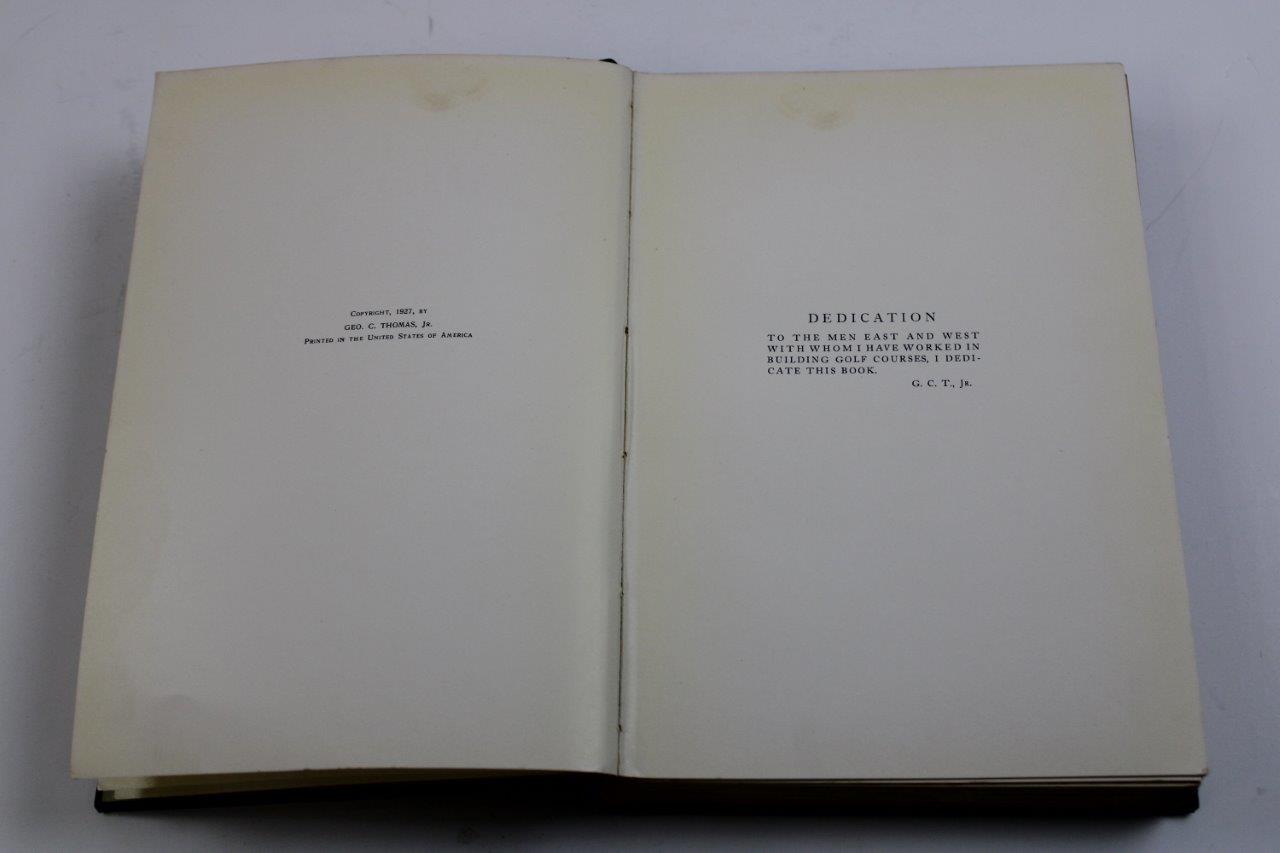 COPYRIGHT, 1927, BY
GEO. C. THOMAS, JR.
PRINTED IN THE UNITED STATES OF AMERICA
DEDICATION
TO THE MEN EAST AND WEST
WITH WHOM I HAVE WORKED IN
BUILDING GOLF COURSES, I DEDI-
CATE THIS BOOK.
G. C. T., JR.